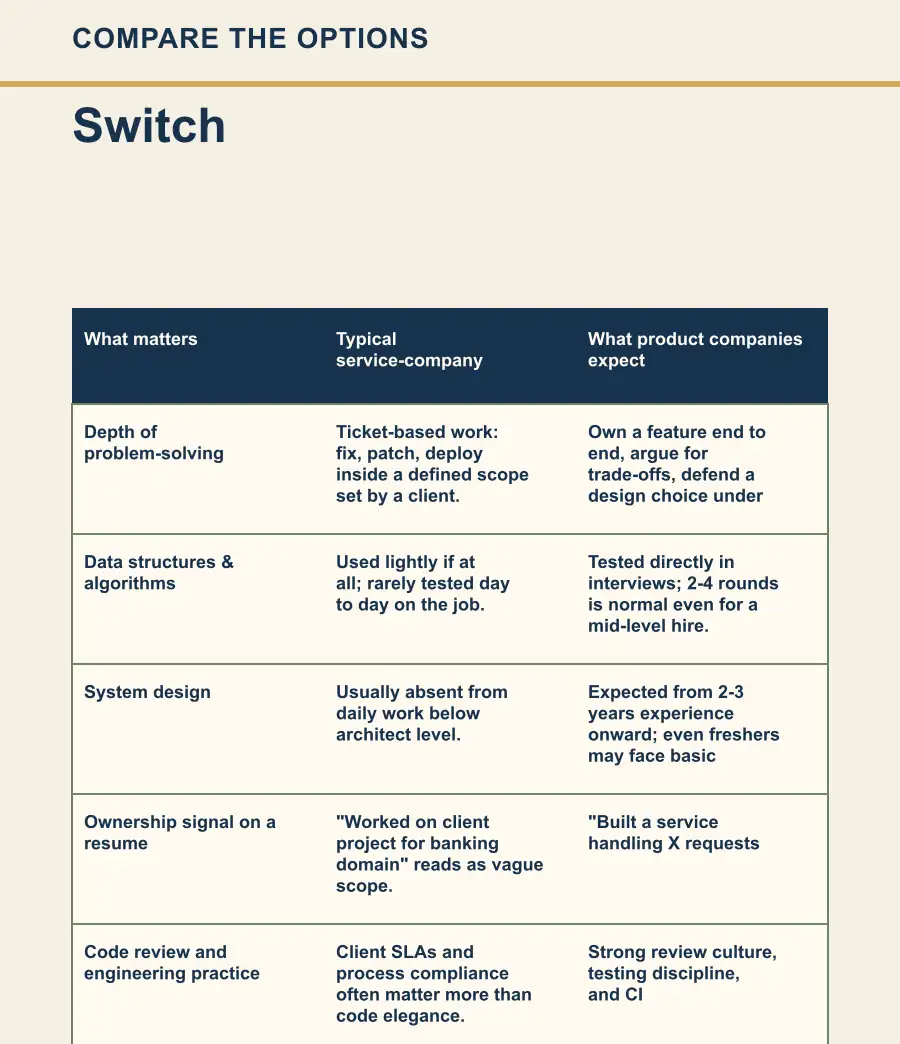 COMPARE THE OPTIONS
Switch
What matters
Typical
service-company
What product companies
expect
Depth of
problem-solving
Ticket-based work:
fix, patch, deploy
inside a defined scope
set by a client.
Own a feature end to
end, argue for
trade-offs, defend a
design choice under
Data structures &
algorithms
Used lightly if at
all; rarely tested day
to day on the job.
Tested directly in
interviews; 2-4 rounds
is normal even for a
mid-level hire.
System design
Usually absent from
daily work below
architect level.
Expected from 2-3
years experience
onward; even freshers
may face basic
Ownership signal on a
resume
"Worked on client
project for banking
domain" reads as vague
scope.
"Built a service
handling X requests
Code review and
engineering practice
Client SLAs and
process compliance
often matter more than
code elegance.
Strong review culture,
testing discipline,
and CI